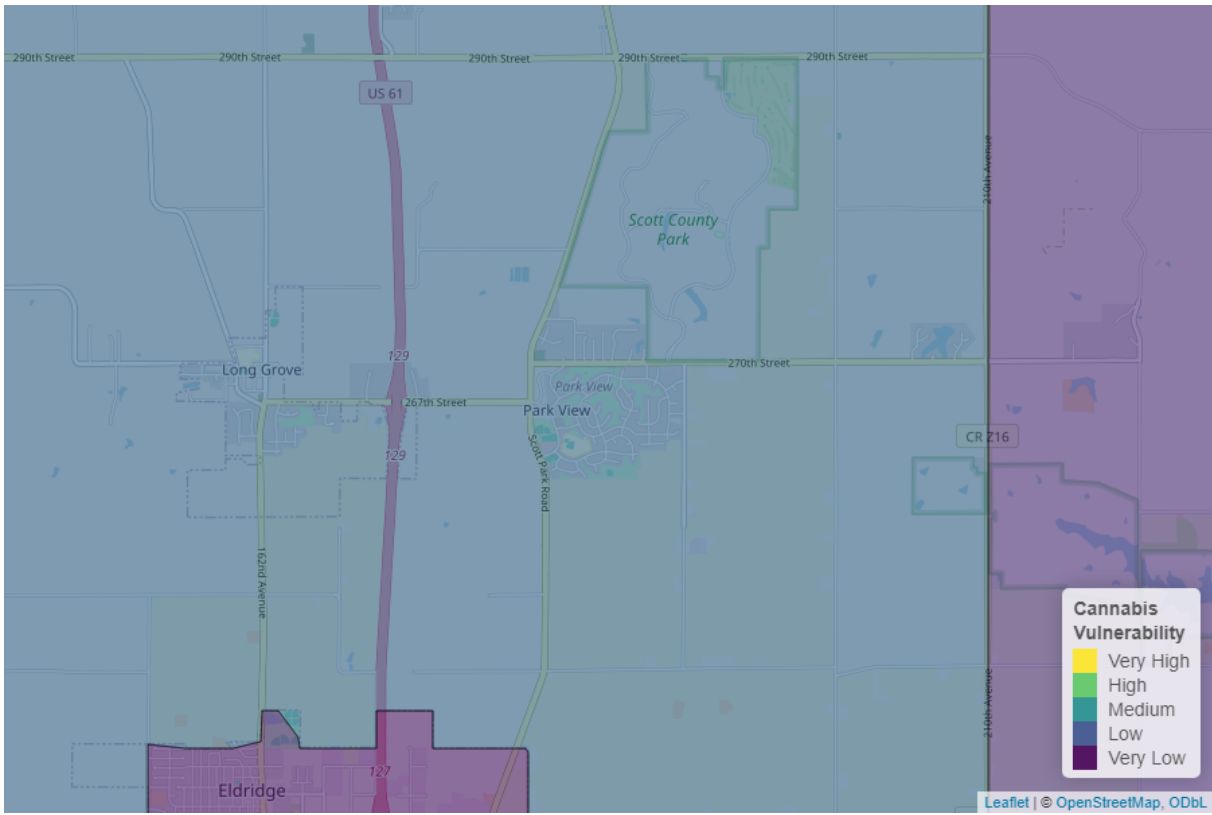 290th Street
290th Street
290th Street
290th Street
290th Street
US 61
210th Avenue
Scott County
Park
129
Long Grove
270th Street
Park View
267th Street
Park View
CR Z16
129
Scott Park Road
162nd Avenue
210th Avenue
127
Eldridge
Cannabis
Vulnerability
Very High
High
Medium
Low
Very Low
Leaflet | © OpenStreetMap, ODbL